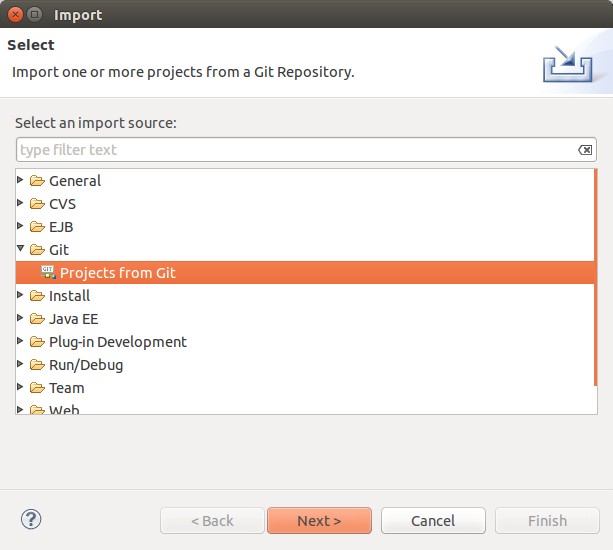 Import
Select
Import one or more projects from a Git Repository.
Select an import source:
type filter text
General
CVS
EJB
Git
GIT Projects from Git
Install
Java EE
Plug-in Development
Run/Debug
Team
Web
? < Back Next > Cancel Finish